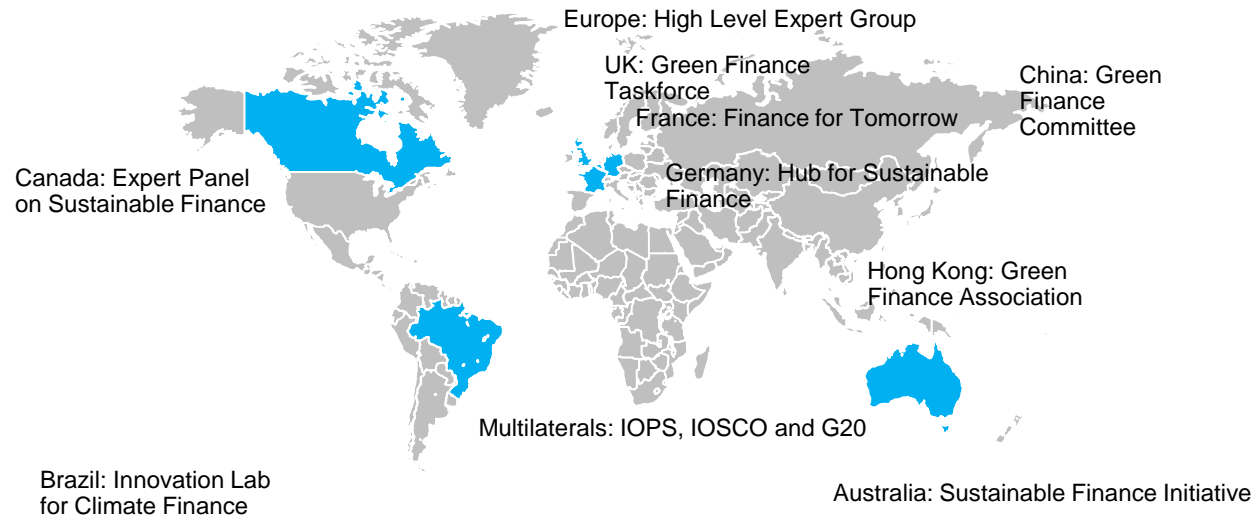 Europe: High Level Expert Group
UK: Green Finance
Taskforce
China: Green
Finance
Committee
France: Finance for Tomorrow
Canada: Expert Panel
on Sustainable Finance
Germany: Hub for Sustainable
Finance
Hong Kong: Green
Finance Association
Multilaterals: IOPS, IOSCO and G20
Brazil: Innovation Lab
for Climate Finance
Australia: Sustainable Finance Initiative